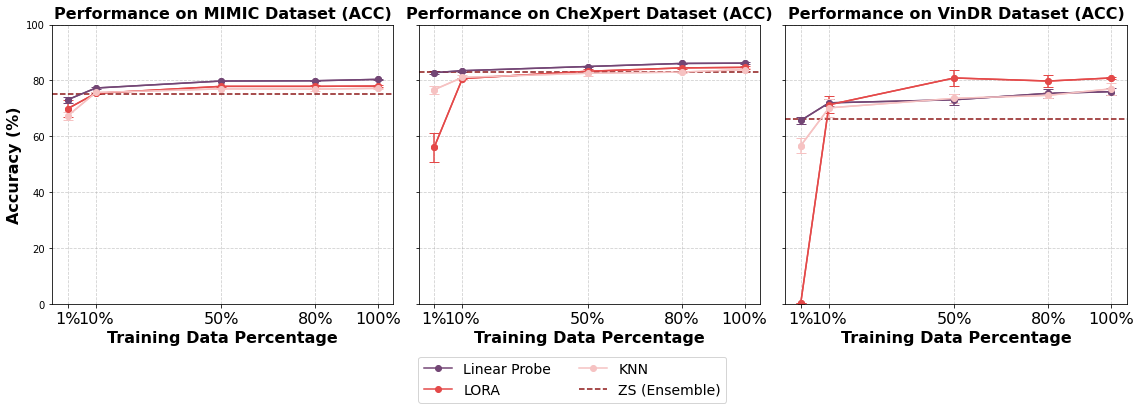 Performance on MIMIC Dataset (ACC)
Performance on CheXpert Dataset (ACC)
Performance on VinDR Dataset (ACC)
Accuracy (%)
100
80
60
40
20
0
1% 10% 50% 80% 100%
1% 10% 50% 80% 100%
1% 10% 50% 80% 100%
Training Data Percentage
Training Data Percentage
Training Data Percentage
Linear Probe
LORA
KNN
ZS (Ensemble)